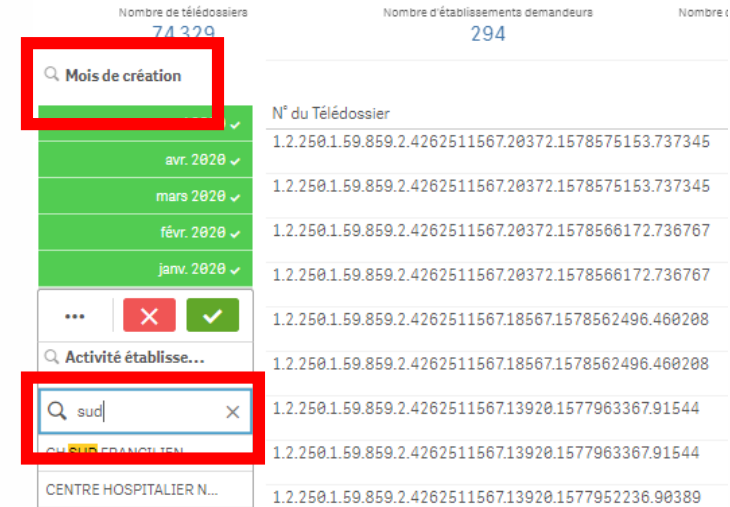 Nombre de télédossiers
74 329
Nombre d'établissements demandeurs
294
Nombre
Mois de création
avr. 2020
mars 2020
févr. 2020
janv. 2020
...
Activité établisse...
sud
CH SUD FRANCILIEN
CENTRE HOSPITALIER N...
N° du Télédossier
1.2.250.1.59.859.2.4262511567.20372.1578575153.737345
1.2.250.1.59.859.2.4262511567.20372.1578575153.737345
1.2.250.1.59.859.2.4262511567.20372.1578566172.736767
1.2.250.1.59.859.2.4262511567.20372.1578566172.736767
1.2.250.1.59.859.2.4262511567.18567.1578562496.460208
1.2.250.1.59.859.2.4262511567.18567.1578562496.460208
1.2.250.1.59.859.2.4262511567.13920.1577963367.91544
1.2.250.1.59.859.2.4262511567.13920.1577963367.91544
1.2.250.1.59.859.2.4262511567.13920.1577952236.90389